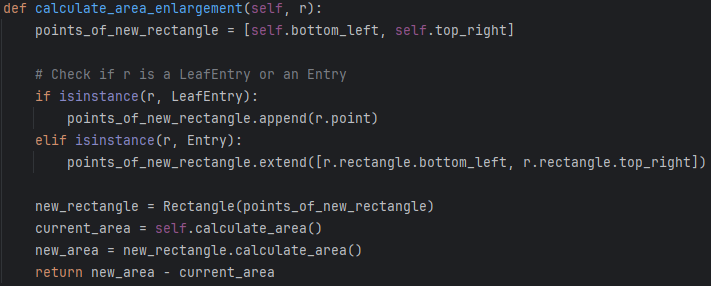 def calculate_area_enlargement(self, r):
    points_of_new_rectangle = [self.bottom_left, self.top_right]

    # Check if r is a LeafEntry or an Entry
    if isinstance(r, LeafEntry):
        points_of_new_rectangle.append(r.point)
    elif isinstance(r, Entry):
        points_of_new_rectangle.extend([r.rectangle.bottom_left, r.rectangle.top_right])

    new_rectangle = Rectangle(points_of_new_rectangle)
    current_area = self.calculate_area()
    new_area = new_rectangle.calculate_area()
    return new_area - current_area